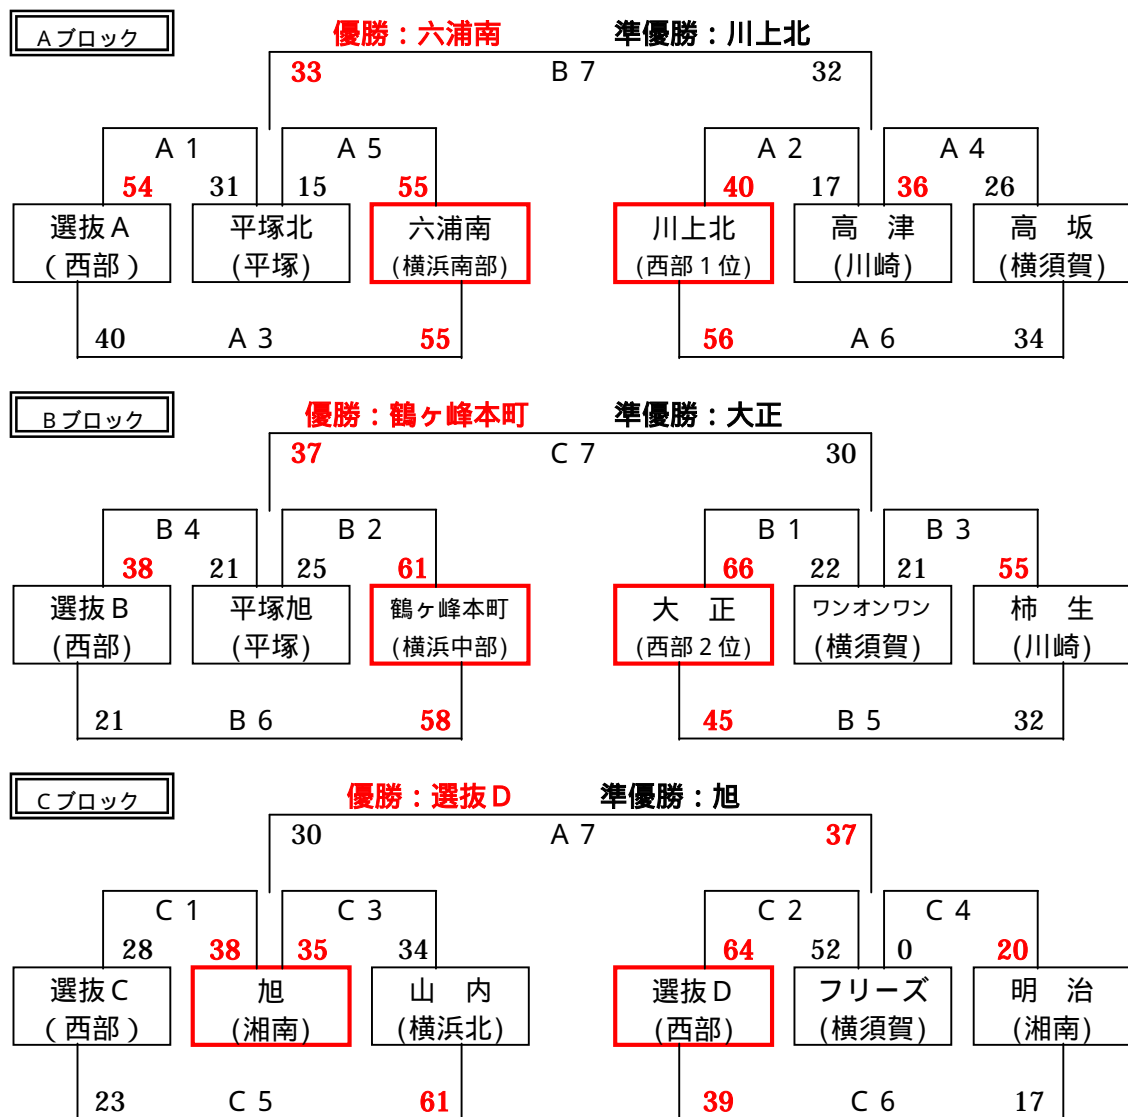 Aブロック
優勝：六浦南 準優勝：川上北
33 B 7 32
A 1 A 5 A 2 A 4
54 31 15 55 40 17 36 26
選抜A 平塚北 六浦南 川上北 高　津 高　坂
（西部） (平塚) (横浜南部) (西部１位) (川崎) (横須賀)
40 A 3 55 56 A 6 34
Bブロック
優勝：鶴ヶ峰本町 準優勝：大正
37 C 7 30
B 4 B 2 B 1 B 3
38 21 25 61 66 22 21 55
選抜B 平塚旭 鶴ヶ峰本町 大　正 ワンオンワン 柿　生
(西部) (平塚) (横浜中部) (西部２位) (横須賀) (川崎)
21 B 6 58 45 B 5 32
Cブロック
優勝：選抜D 準優勝：旭
30 A 7 37
C 1 C 3 C 2 C 4
28 38 35 34 64 52 0 20
選抜C 旭 山　内 選抜D フリーズ 明　治
（西部） (湘南) (横浜北) (西部) (横須賀) (湘南)
23 C 5 61 39 C 6 17